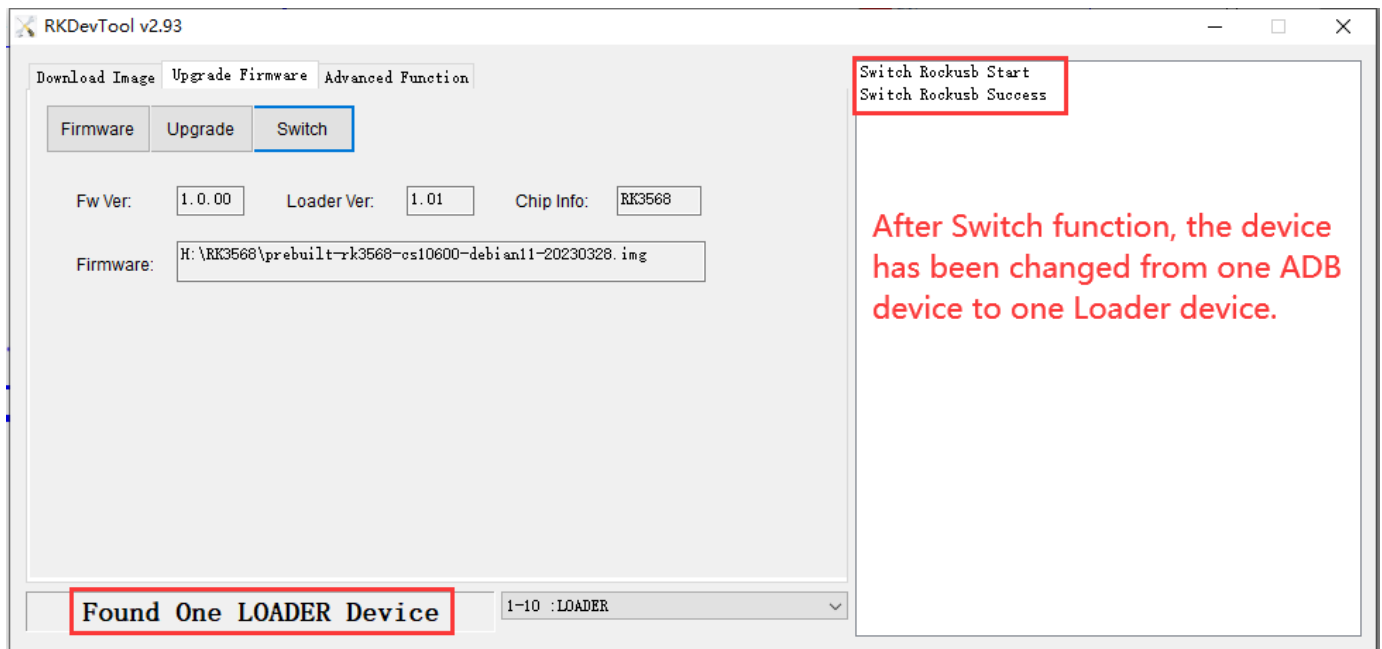 RKDevTool v2.93
Download Image Upgrade Firmware Advanced Function
Firmware Upgrade Switch
Fw Ver: 1.0.00 Loader Ver: 1.01 Chip Info: RK3568
Firmware: H:\RK3568\prebuilt-rk3568-cs10600-debian11-20230328.img
Found One LOADER Device
1-10 :LOADER
Switch Rockusb Start
Switch Rockusb Success
After Switch function, the device
has been changed from one ADB
device to one Loader device.